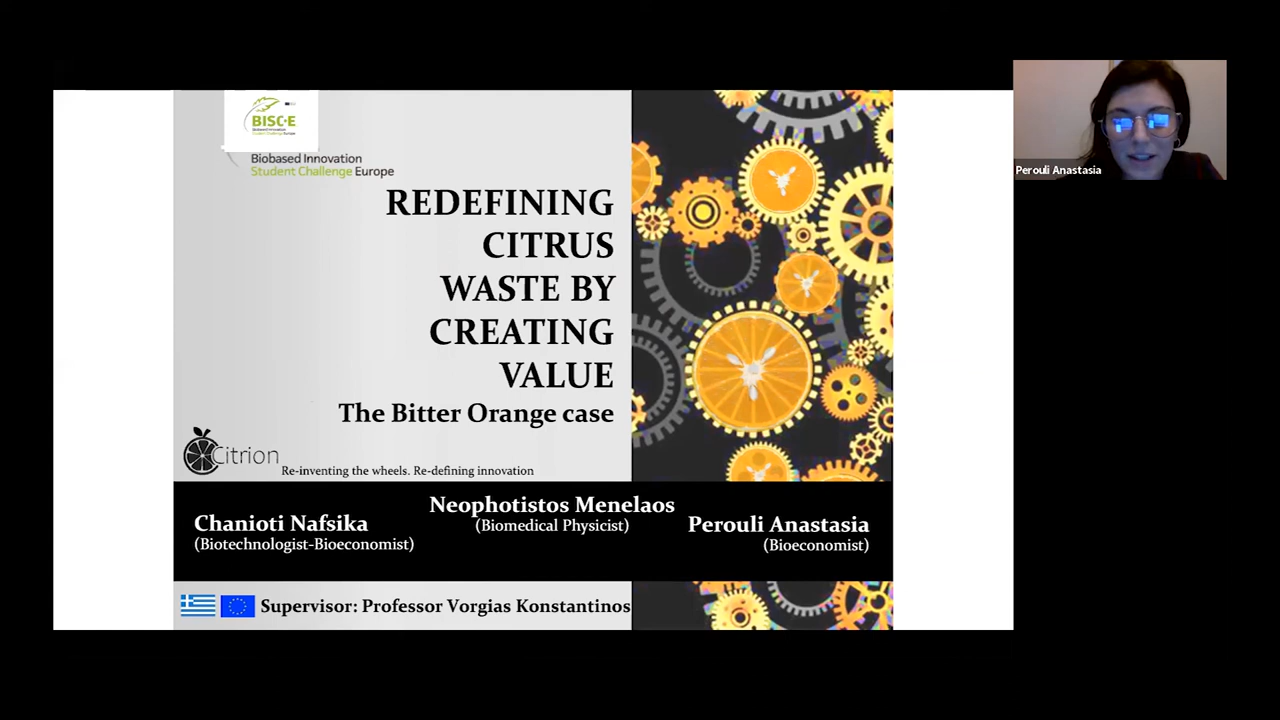 BISC-E
Biobased Innovation
Student Challenge Europe
REDEFINING
CITRUS
WASTE BY
CREATING
VALUE
The Bitter Orange case
Citrion
Re-inventing the wheels. Re-defining innovation
Chanioti Nafsika
(Biotechnologist-Bioeconomist)
Neophotistos Menelaos
(Biomedical Physicist)
Perouli Anastasia
(Bioeconomist)
Supervisor: Professor Vorgias Konstantinos
Perouli Anastasia